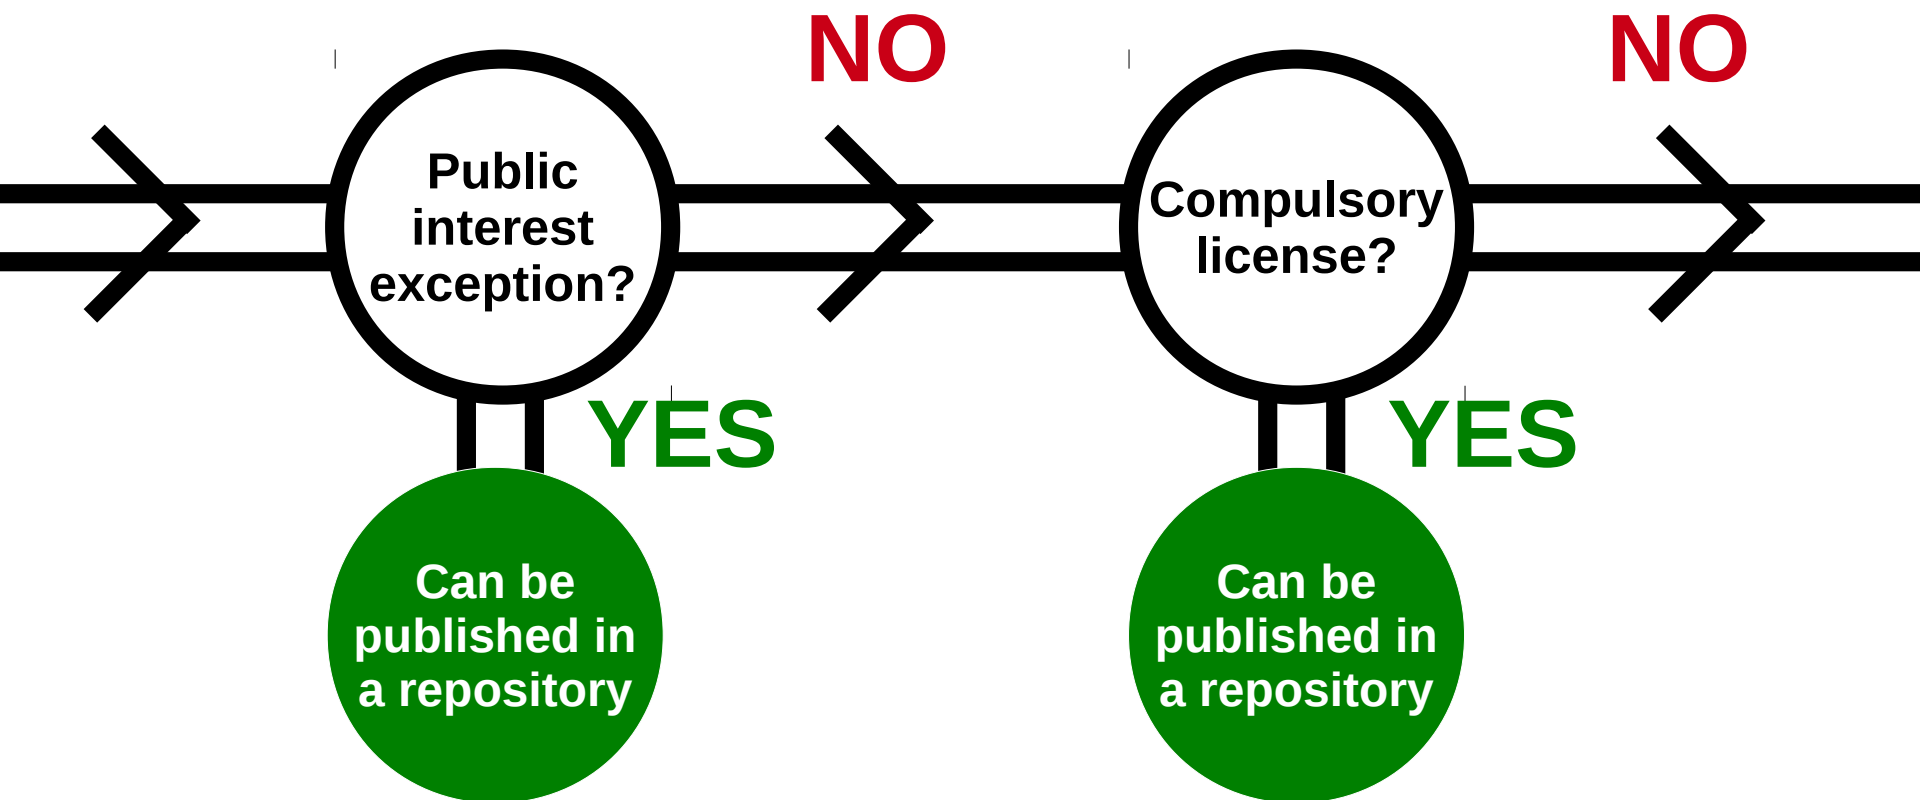 NO
NO
Public
interest
exception?
Compulsory
license?
YES
YES
Can be
published in
a repository
Can be
published in
a repository